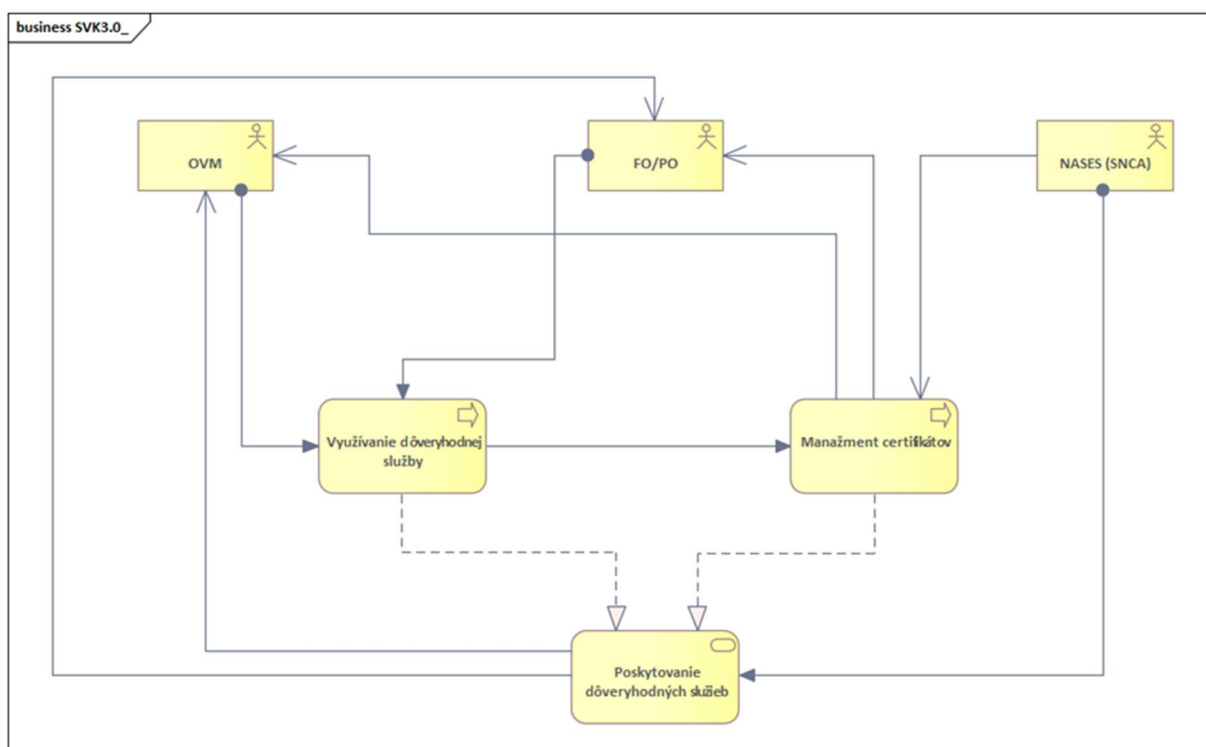 business SVK3.0_
OVM
FO/PO
NASES (SNCA)
Využívanie dôveryhodnej
služby
Manažment certifikátov
Poskytovanie
dôveryhodných služieb